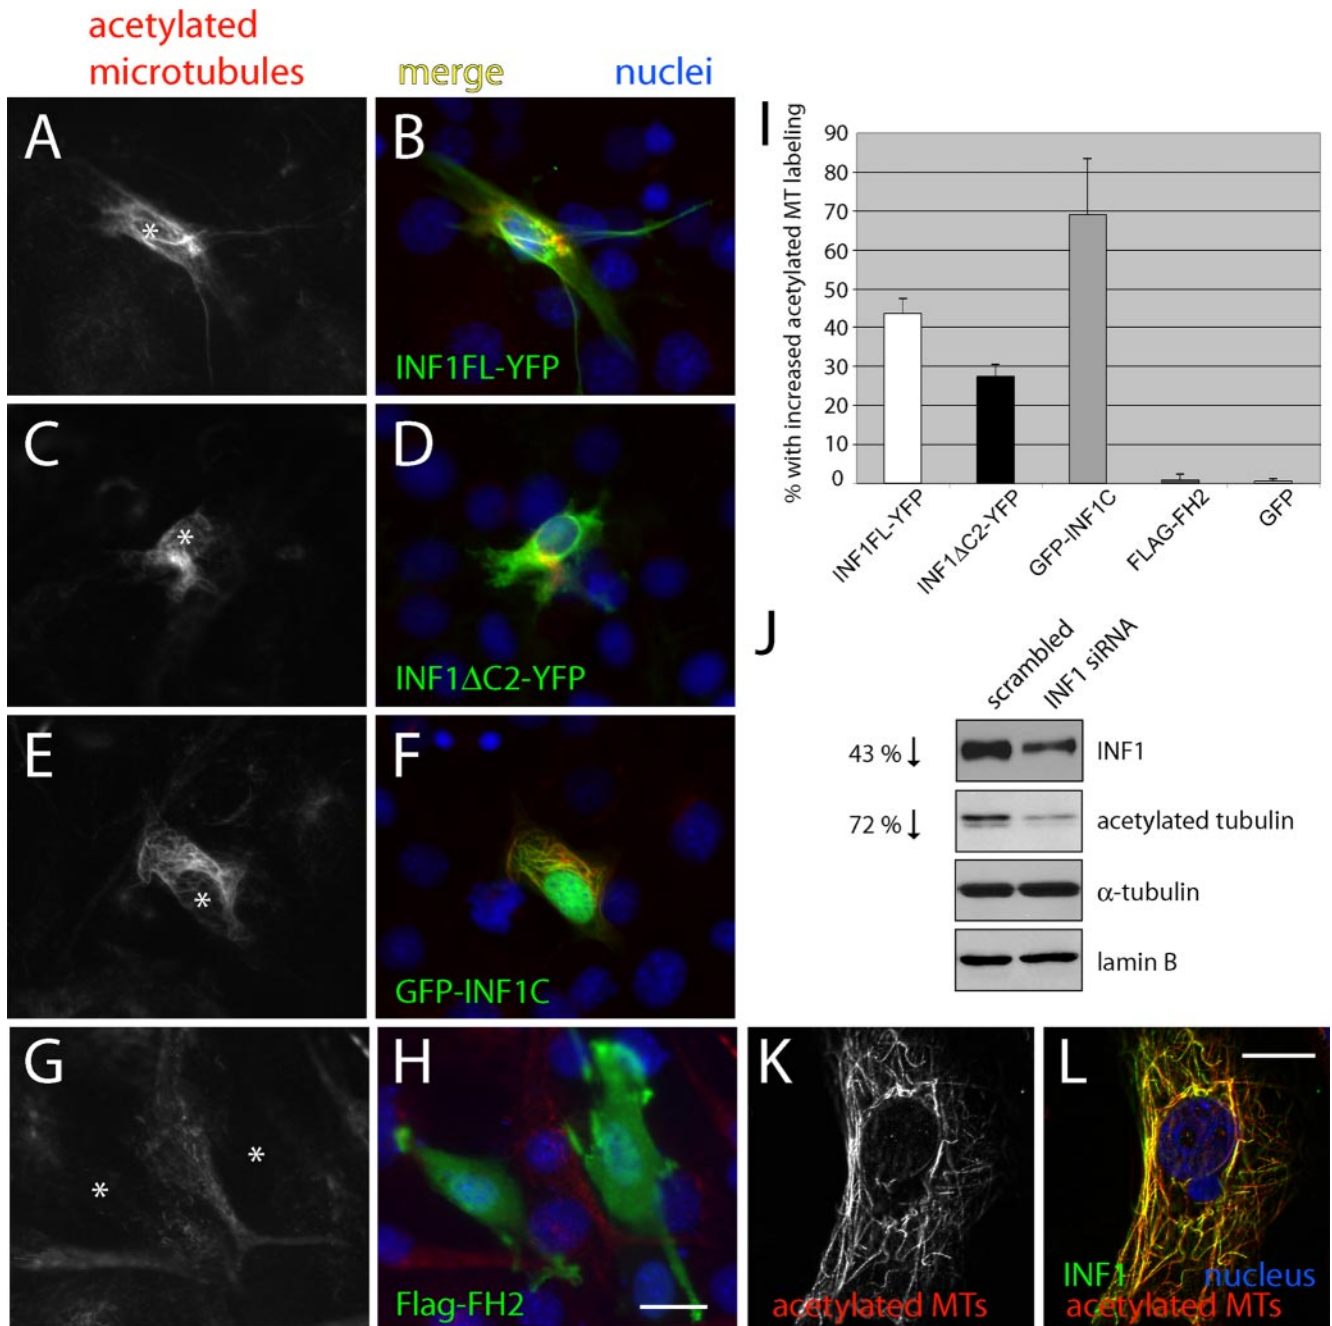 acetylated
microtubules
merge
nuclei
A
*
B
INF1FL-YFP
C
*
D
INF1ΔC2-YFP
E
*
F
GFP-INF1C
G
*
*
H
Flag-FH2
I
% with increased acetylated MT labeling
90
80
70
60
50
40
30
20
10
0
INF1FL-YFP
INF1ΔC2-YFP
GFP-INF1C
FLAG-FH2
GFP
J
scrambled
INF1 siRNA
43 % ↓
INF1
72 % ↓
acetylated tubulin
α-tubulin
lamin B
K
acetylated MTs
L
INF1
nucleus
acetylated MTs